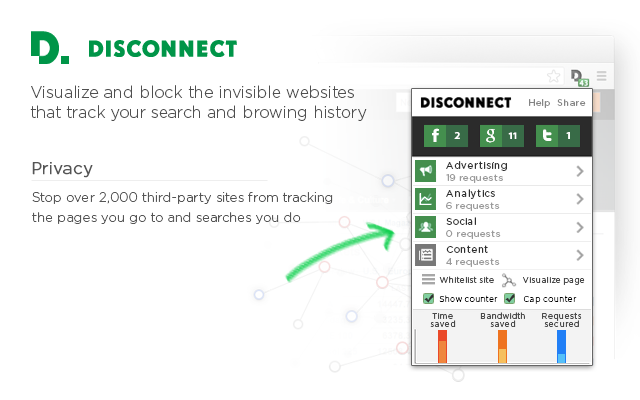 D.
DISCONNECT
Visualize and block the invisible websites
that track your search and browing history
Privacy
Stop over 2,000 third-party sites from tracking
the pages you go to and searches you do
D.
43
DISCONNECT
Help Share
f 2
g 11
t 1
Advertising
19 requests
Analytics
6 requests
Social
0 requests
Content
4 requests
Whitelist site
Visualize page
Show counter
Cap counter
Time
saved
Bandwidth
saved
Requests
secured